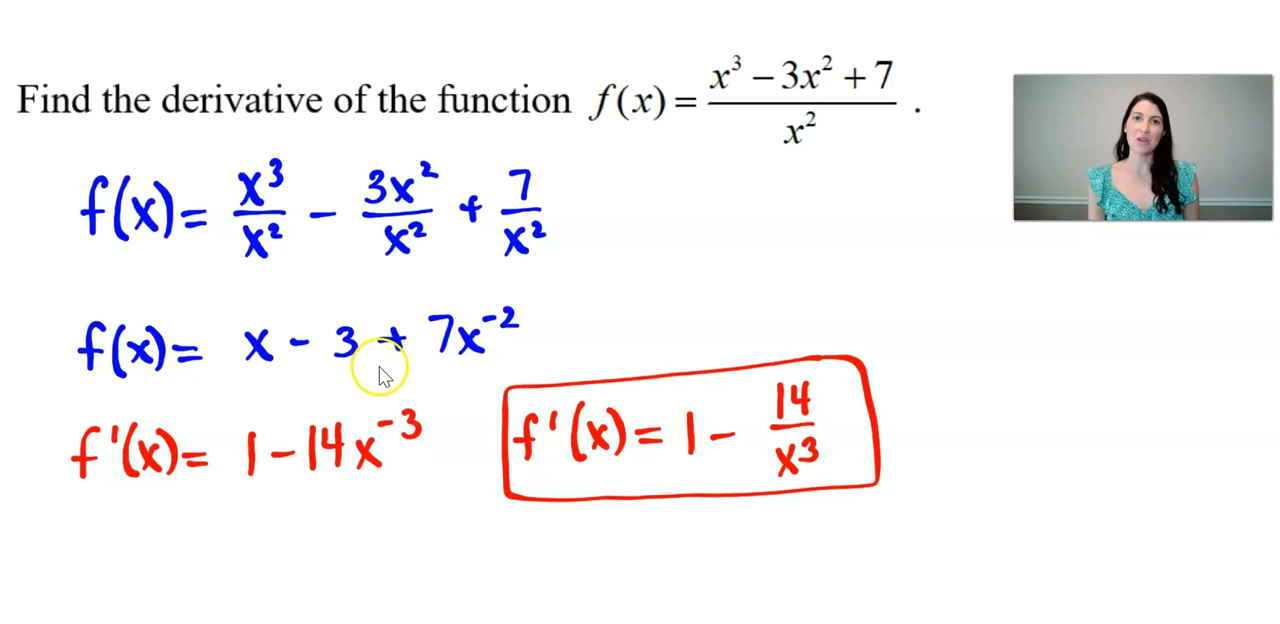 Find the derivative of the function f(x) = (x³ − 3x² + 7)/x² .
f(x) = x³/x² − 3x²/x² + 7/x²
f(x) = x − 3 + 7x⁻²
f'(x) = 1 − 14x⁻³
f'(x) = 1 − 14/x³